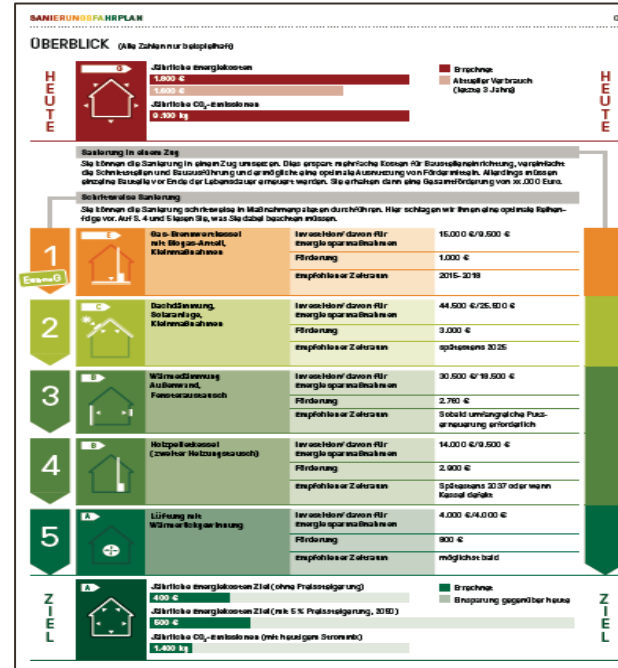 SANIERUNGSFAHRPLAN
ÜBERBLICK (Alle Zahlen nur beispielhaft)
HEUTE
G
Jährliche Energiekosten
1.800 €
1.600 €
Jährliche CO₂-Emissionen
9.100 kg
Errechnet
Aktueller Verbrauch
(letzte 3 Jahre)
HEUTE
Sanierung in einem Zug
Sie können die Sanierung in einem Zug umsetzen. Dies erspart mehrfache Kosten für Baustelleneinrichtung, vereinfacht
die Schnittstellen und Bauausführung und ermöglicht eine optimale Ausnutzung von Fördermitteln. Allerdings müssen
einzelne Bauteile vor Ende der Lebensdauer erneuert werden. Sie erhalten dann eine Gesamtförderung von xx.000 Euro.
Schrittweise Sanierung
Sie können die Sanierung schrittweise in Maßnahmenpaketen durchführen. Hier schlagen wir Ihnen eine optimale Reihen-
folge vor. Auf S. 4 und 5 lesen Sie, was Sie dabei beachten müssen.
1
E
Gas-Brennwertkessel
mit Biogas-Anteil,
Kleinmaßnahmen
Investition/davon für
Energiesparmaßnahmen
15.000 €/9.500 €
Förderung
1.000 €
Empfohlener Zeitraum
2015-2018
2
C
Dachdämmung,
Solaranlage,
Kleinmaßnahmen
Investition/davon für
Energiesparmaßnahmen
44.500 €/25.500 €
Förderung
3.000 €
Empfohlener Zeitraum
spätestens 2025
3
B
Wärmedämmung
Außenwand,
Fensteraustausch
Investition/davon für
Energiesparmaßnahmen
30.500 €/18.500 €
Förderung
2.760 €
Empfohlener Zeitraum
Sobald umfangreiche Putz-
erneuerung erforderlich
4
B
Holzpelletkessel
(zweiter Heizungstausch)
Investition/davon für
Energiesparmaßnahmen
14.000 €/9.500 €
Förderung
2.900 €
Empfohlener Zeitraum
Spätestens 2037 oder wenn
Kessel defekt
5
A
Lüftung mit
Wärmerückgewinnung
Investition/davon für
Energiesparmaßnahmen
4.000 €/4.000 €
Förderung
800 €
Empfohlener Zeitraum
möglichst bald
ZIEL
A
Jährliche Energiekosten Ziel (ohne Preissteigerung)
400 €
Jährliche Energiekosten Ziel (mit 5 % Preissteigerung, 2050)
500 €
Jährliche CO₂-Emissionen (mit heutigem Strommix)
1.400 kg
Errechnet
Einsparung gegenüber heute
ZIEL